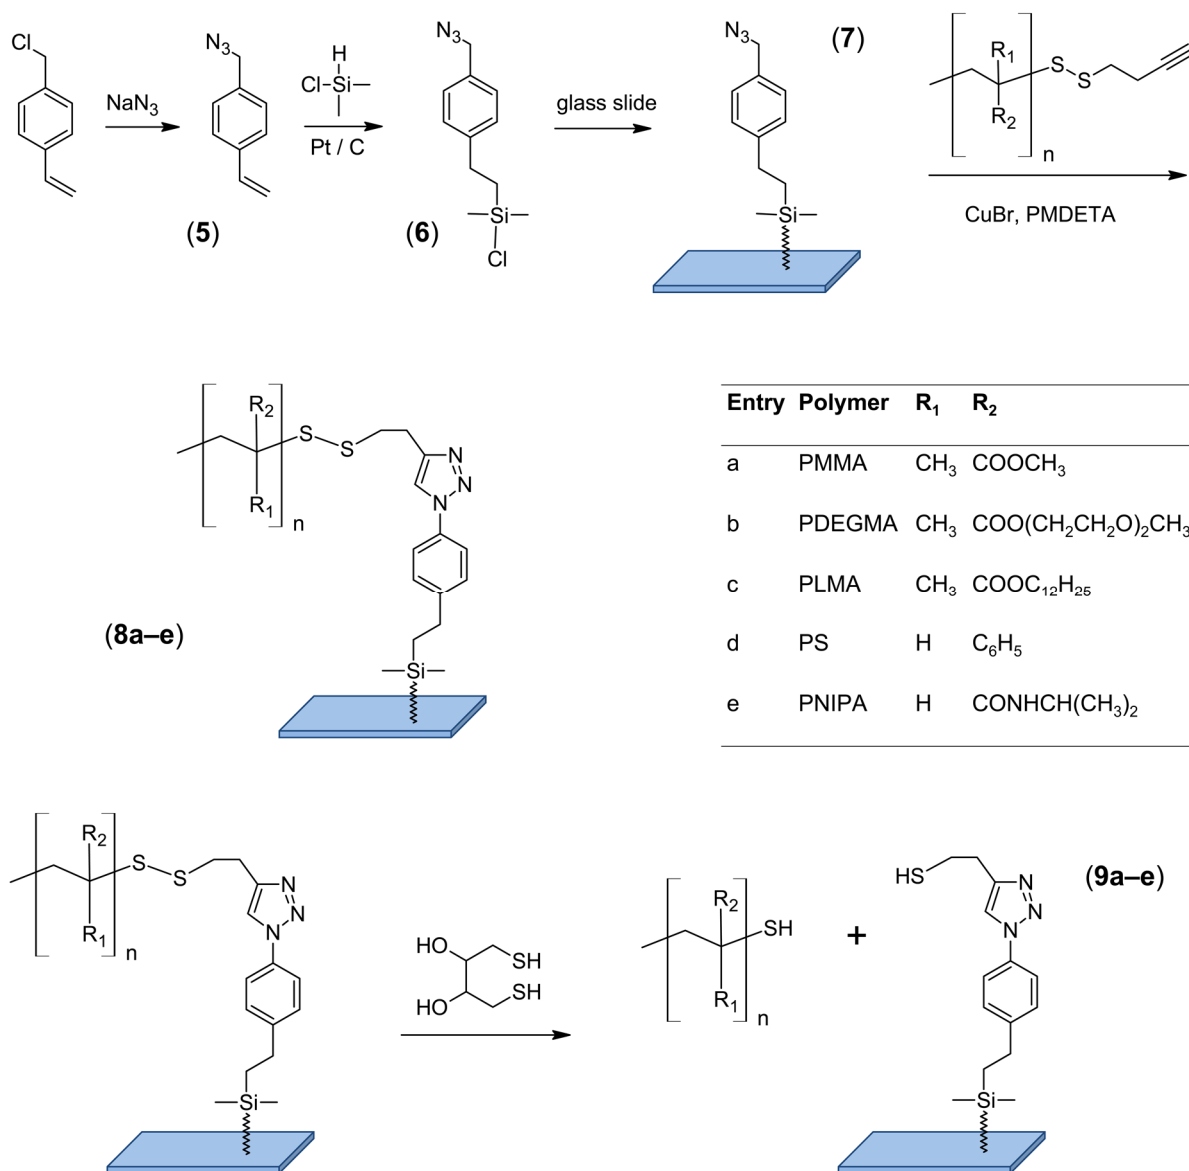 Cl
NaN3
N3
(5)
H
Cl
Si
Pt / C
N3
(6)
Si
Cl
glass slide
N3
Si
(7)
R1
R2
n
S
S
CuBr, PMDETA
R2
R1
n
S
S
N
N
N
Si
(8a–e)
Entry Polymer R1 R2
a PMMA CH3 COOCH3
b PDEGMA CH3 COO(CH2CH2O)2CH3
c PLMA CH3 COOC12H25
d PS H C6H5
e PNIPA H CONHCH(CH3)2
R2
R1
n
S
S
N
N
N
Si
HO
SH
HO
SH
R2
R1
n
SH
+
HS
N
N
N
Si
(9a–e)